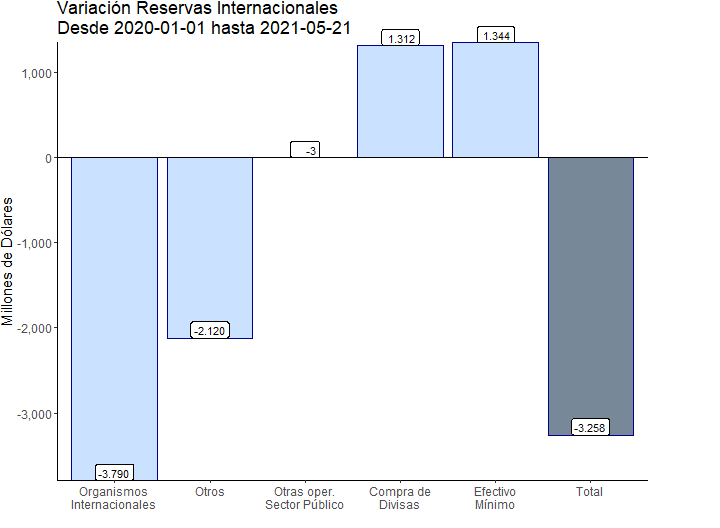 Variación Reservas Internacionales
Desde 2020-01-01 hasta 2021-05-21
Millones de Dólares
1,000
0
-1,000
-2,000
-3,000
-3.790
-2.120
-3
1.312
1.344
-3.258
Organismos
Internacionales
Otros
Otras oper.
Sector Público
Compra de
Divisas
Efectivo
Mínimo
Total